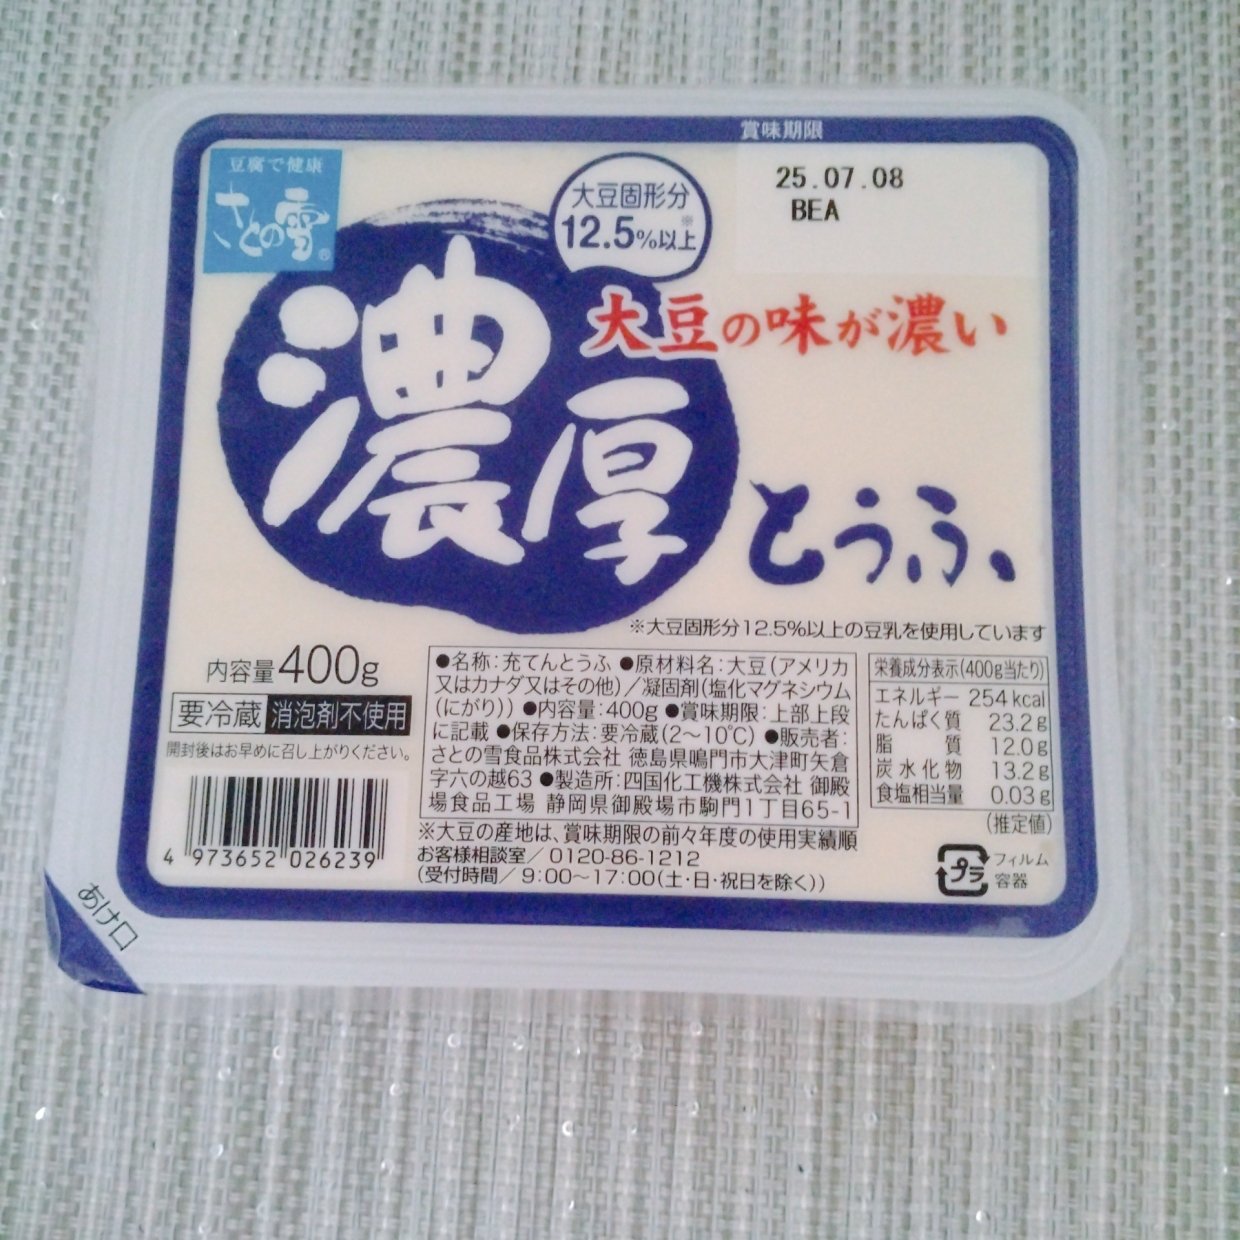 賞味期限
25.07.08
BEA
豆腐で健康
さとの雪®
大豆固形分
12.5%以上※
大豆の味が濃い
濃厚
とうふ
※大豆固形分12.5%以上の豆乳を使用しています
内容量400g
要冷蔵 消泡剤不使用
開封後はお早めに召し上がりください。
4 973652 026239
●名称:充てんとうふ ●原材料名:大豆(アメリカ
又はカナダ又はその他)/凝固剤(塩化マグネシウム
(にがり)) ●内容量:400g ●賞味期限:上部上段
に記載 ●保存方法:要冷蔵(2~10℃) ●販売者:
さとの雪食品株式会社 徳島県鳴門市大津町矢倉
字六の越63 ●製造所:四国化工機株式会社 御殿
場食品工場 静岡県御殿場市駒門1丁目65-1
※大豆の産地は、賞味期限の前々年度の使用実績順
お客様相談室/0120-86-1212
(受付時間/9:00~17:00(土・日・祝日を除く))
栄養成分表示(400g当たり)
エネルギー 254kcal
たんぱく質 23.2g
脂質 12.0g
炭水化物 13.2g
食塩相当量 0.03g
(推定値)
プラ
フィルム
容器
あけ口